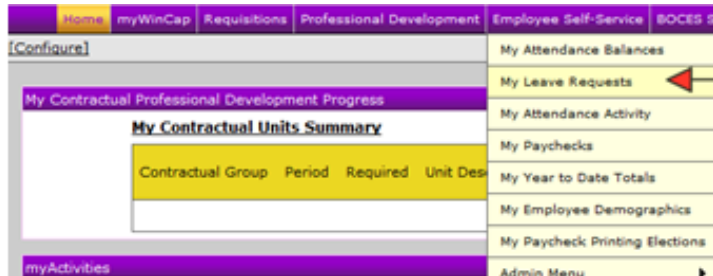 Home myWinCap Requisitions Professional Development Employee Self-Service BOCES S
[Configure]
My Attendance Balances
My Leave Requests
My Contractual Professional Development Progress
My Attendance Activity
My Contractual Units Summary
My Paychecks
Contractual Group Period Required Unit Des
My Year to Date Totals
My Employee Demographics
My Paycheck Printing Elections
myActivities
Admin Menu